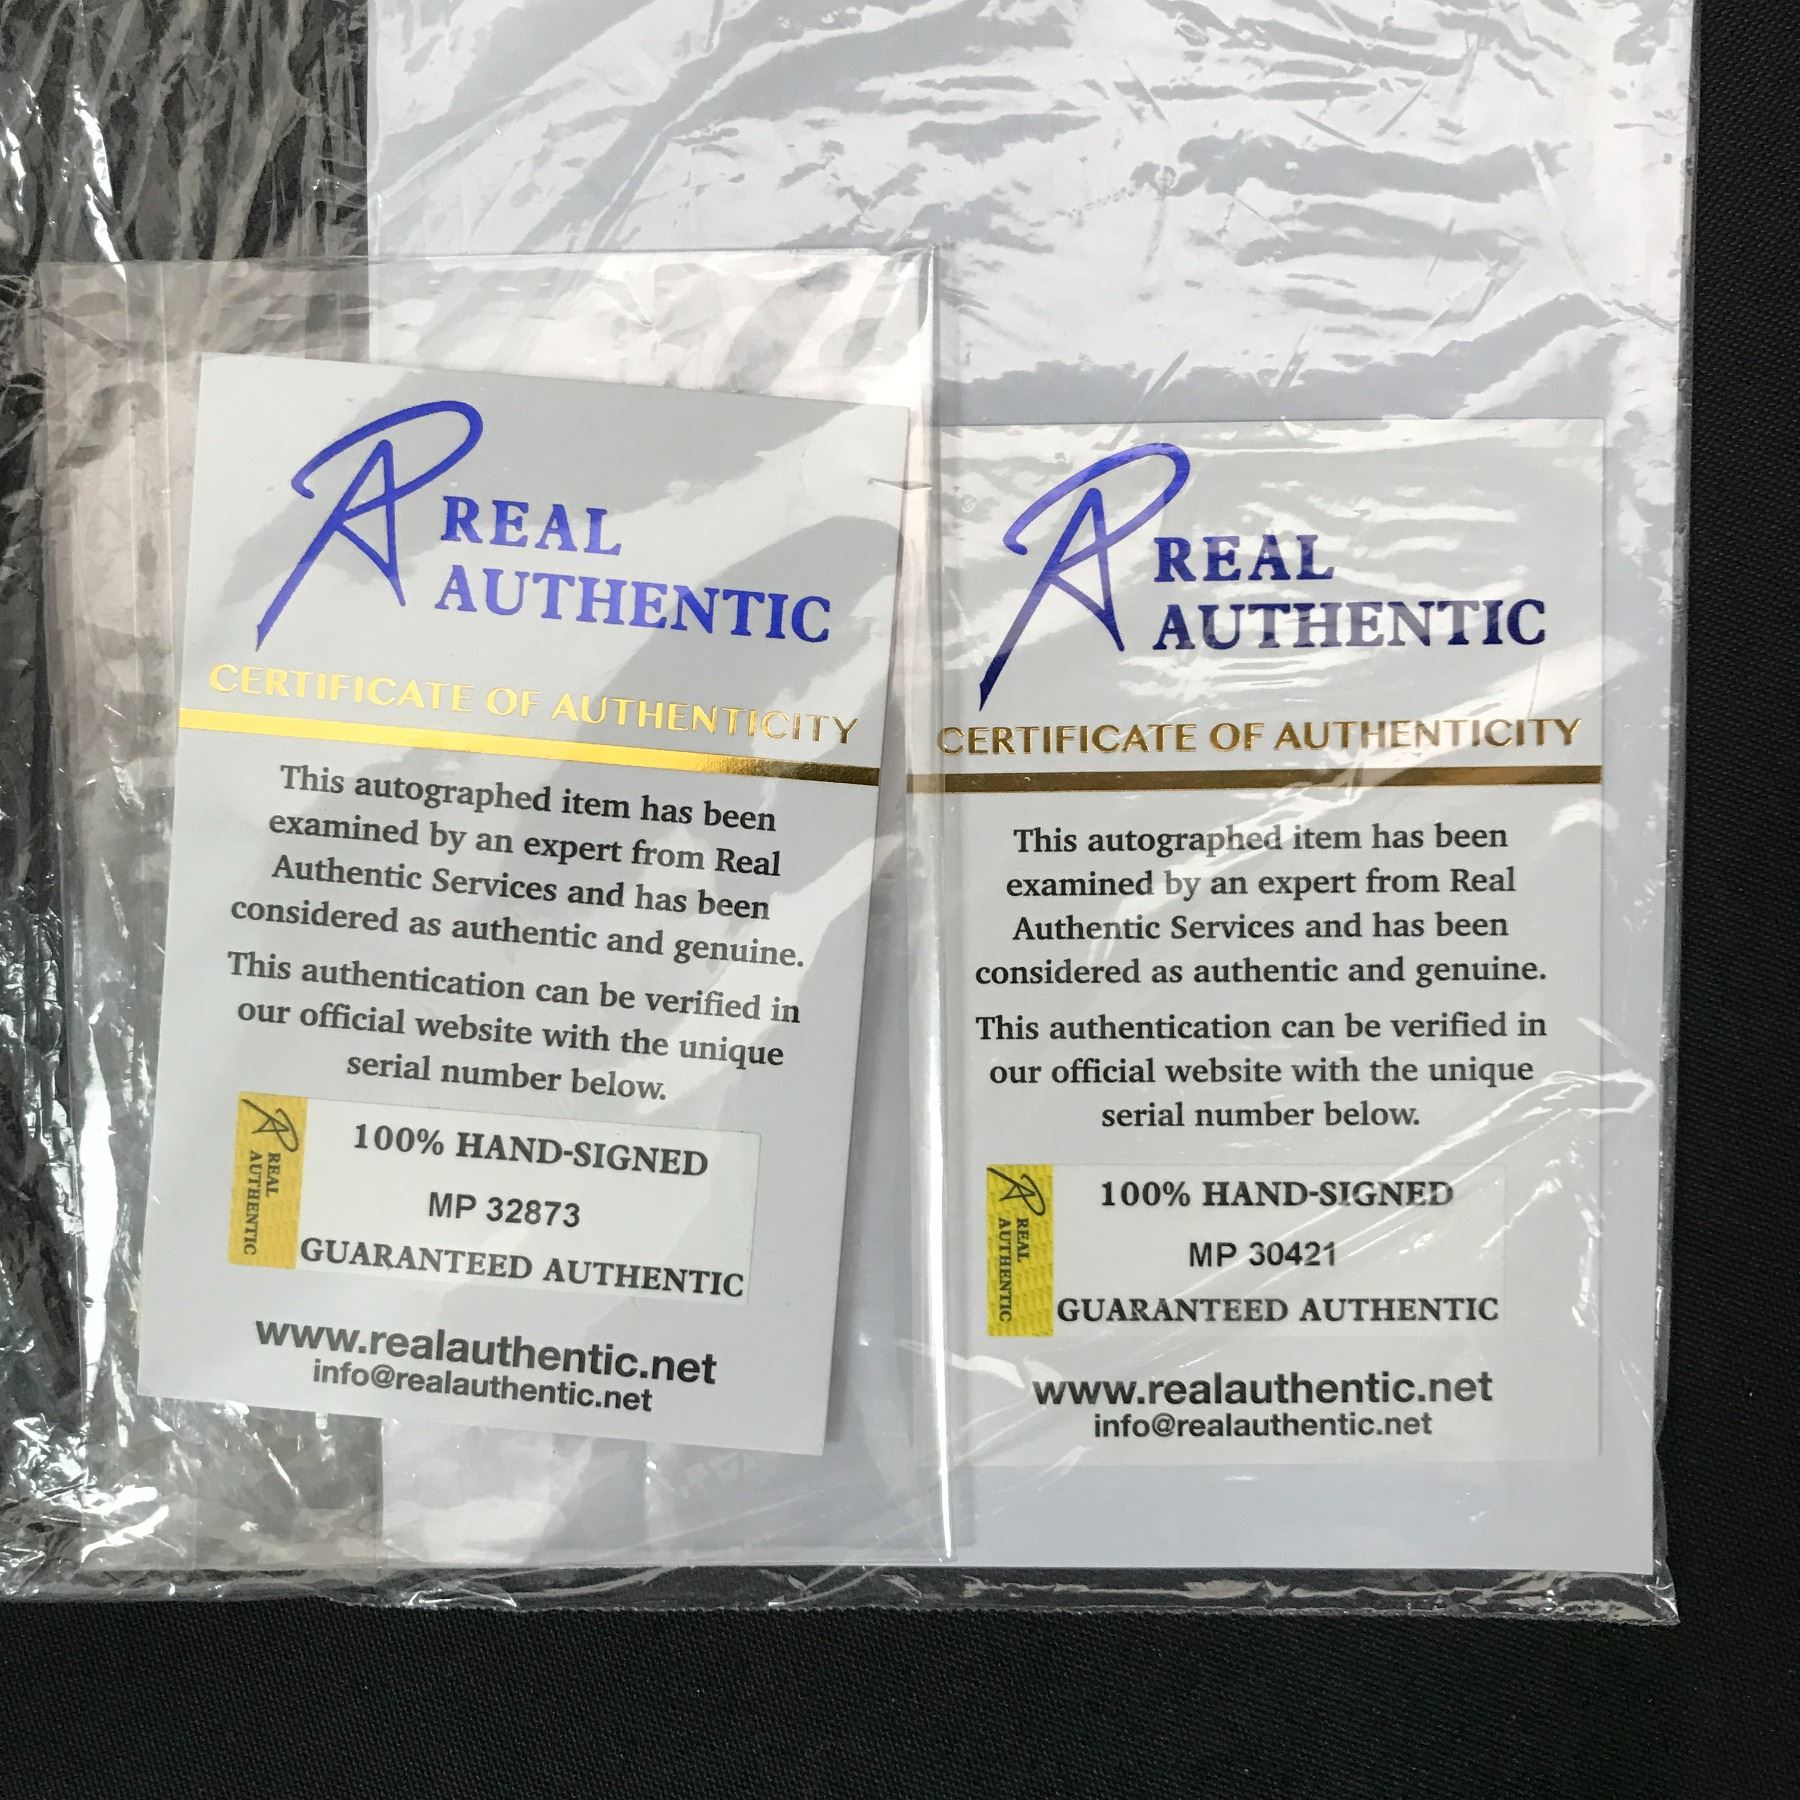 REAL
AUTHENTIC
CERTIFICATE OF AUTHENTICITY
This autographed item has been
examined by an expert from Real
Authentic Services and has been
considered as authentic and genuine.
This authentication can be verified in
our official website with the unique
serial number below.
REAL
AUTHENTIC
100% HAND-SIGNED
MP 32873
GUARANTEED AUTHENTIC
www.realauthentic.net
info@realauthentic.net
REAL
AUTHENTIC
CERTIFICATE OF AUTHENTICITY
This autographed item has been
examined by an expert from Real
Authentic Services and has been
considered as authentic and genuine.
This authentication can be verified in
our official website with the unique
serial number below.
REAL
AUTHENTIC
100% HAND-SIGNED
MP 30421
GUARANTEED AUTHENTIC
www.realauthentic.net
info@realauthentic.net